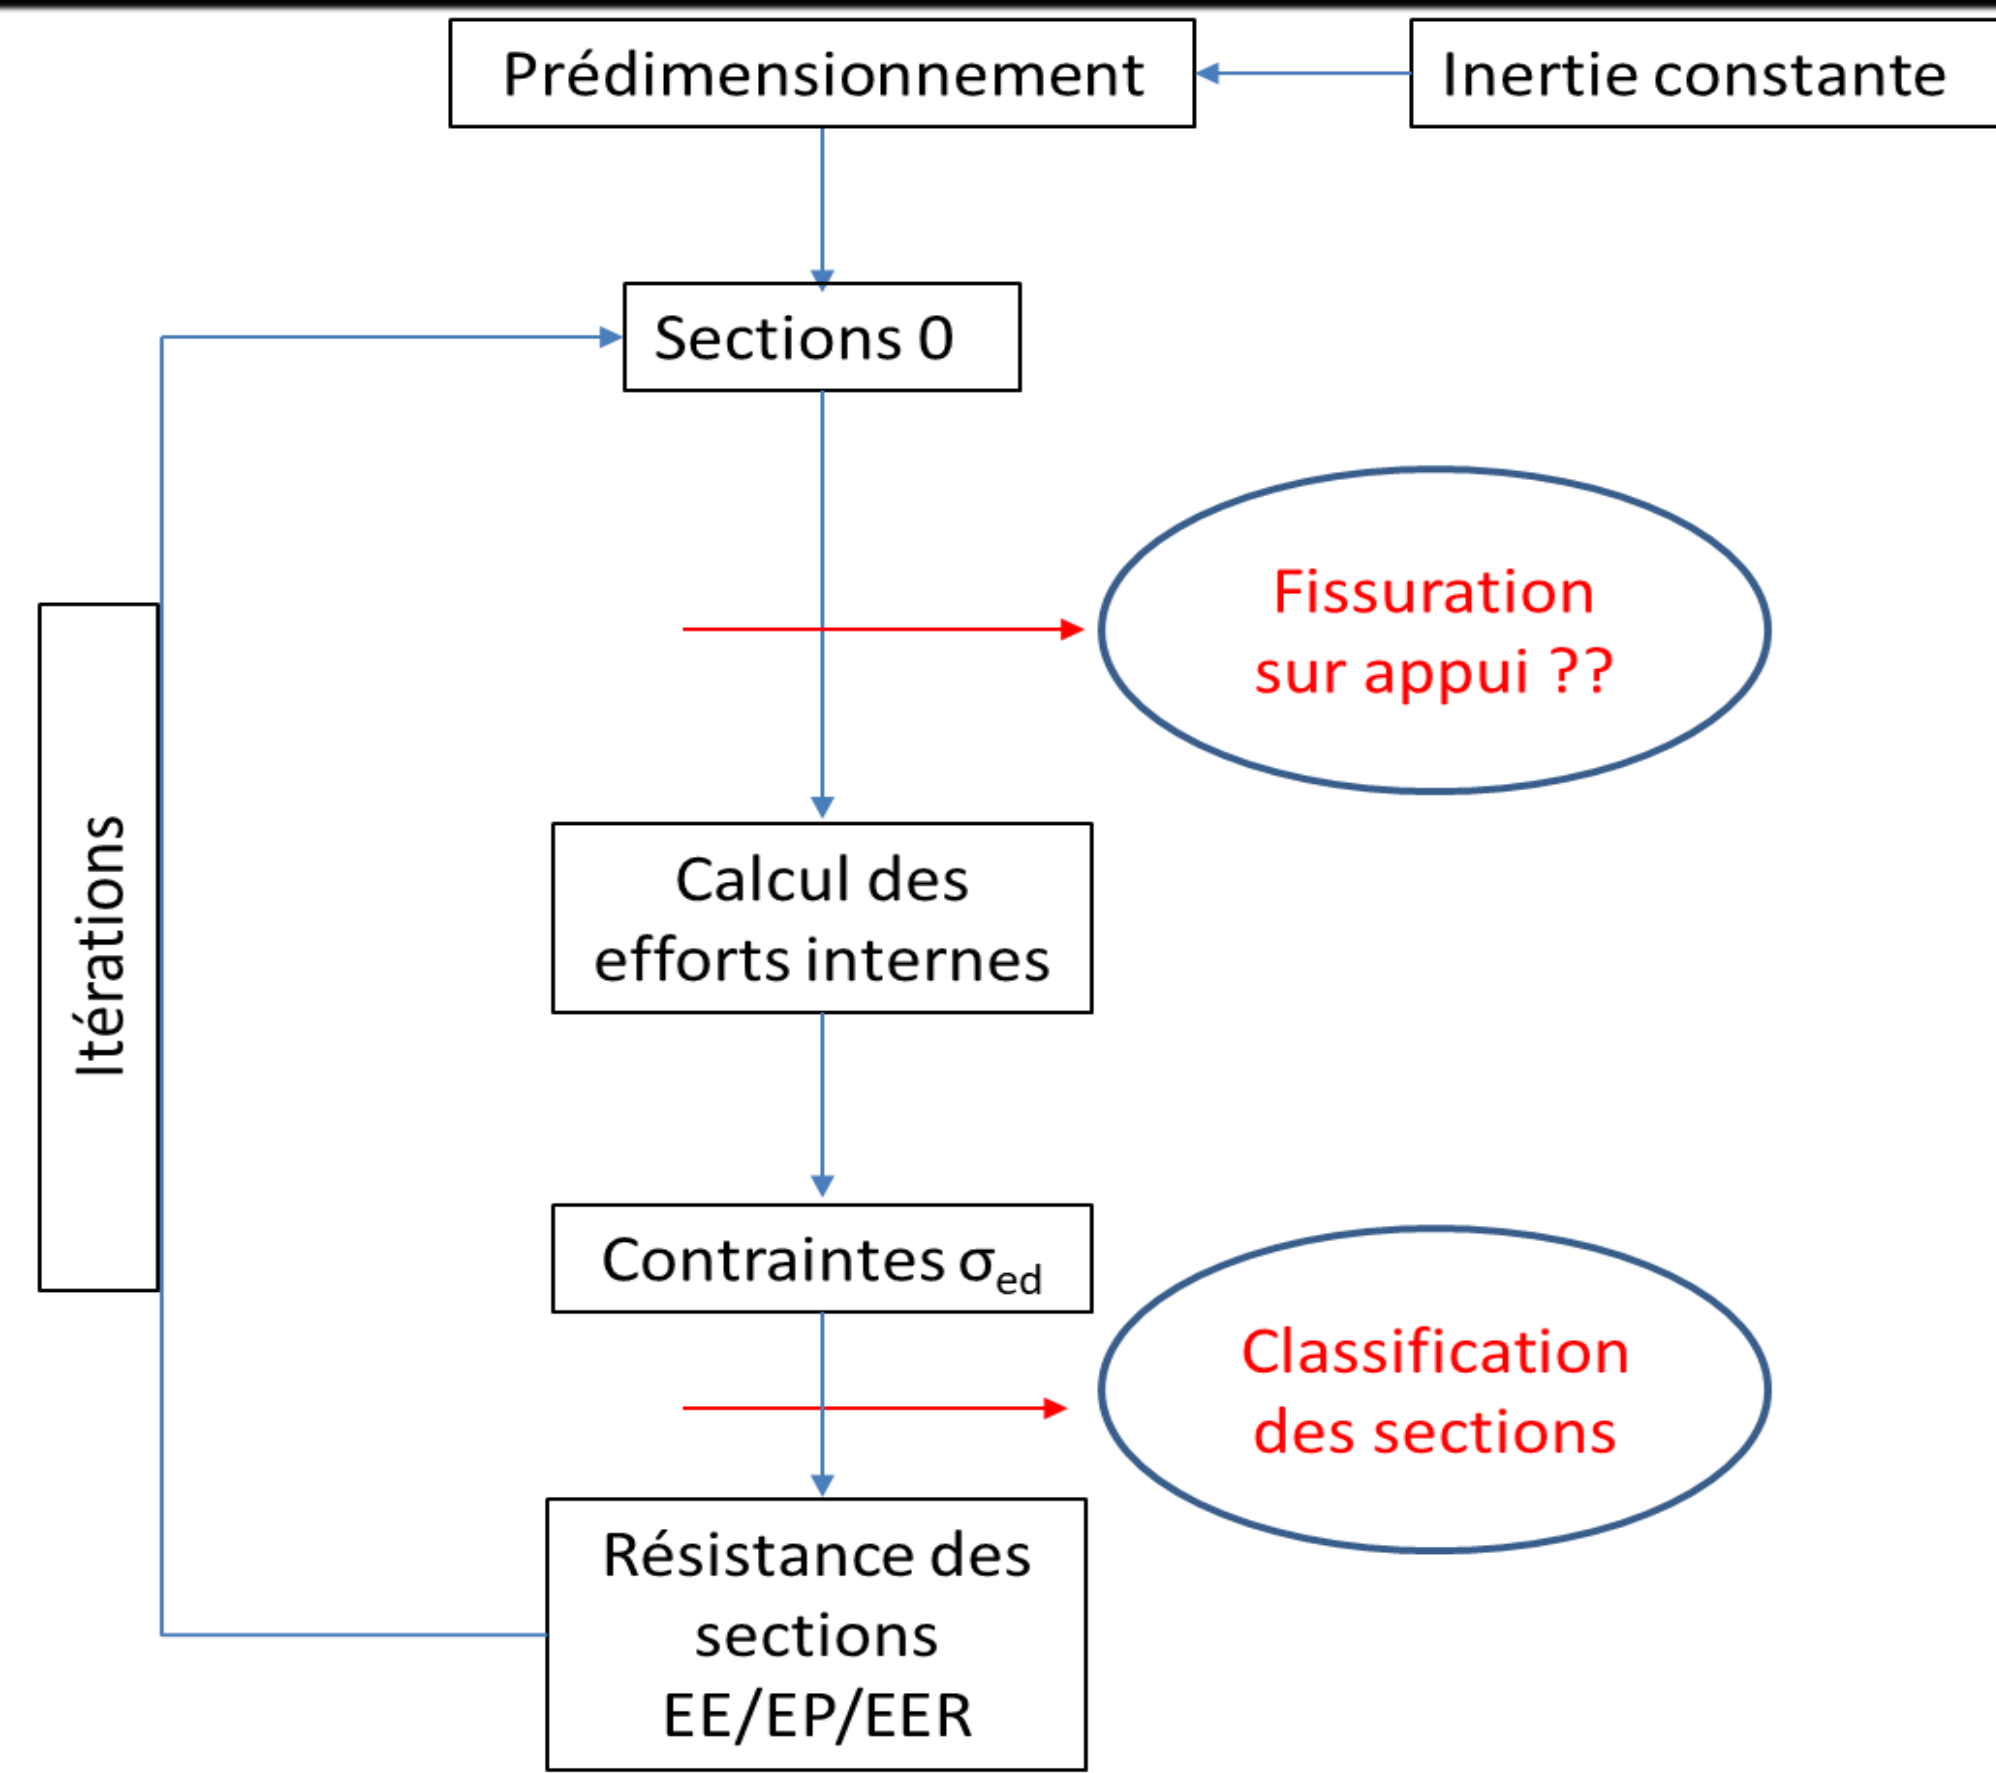 Prédimensionnement
Inertie constante
Sections 0
Fissuration
sur appui ??
Itérations
Calcul des
efforts internes
Contraintes σed
Classification
des sections
Résistance des
sections
EE/EP/EER